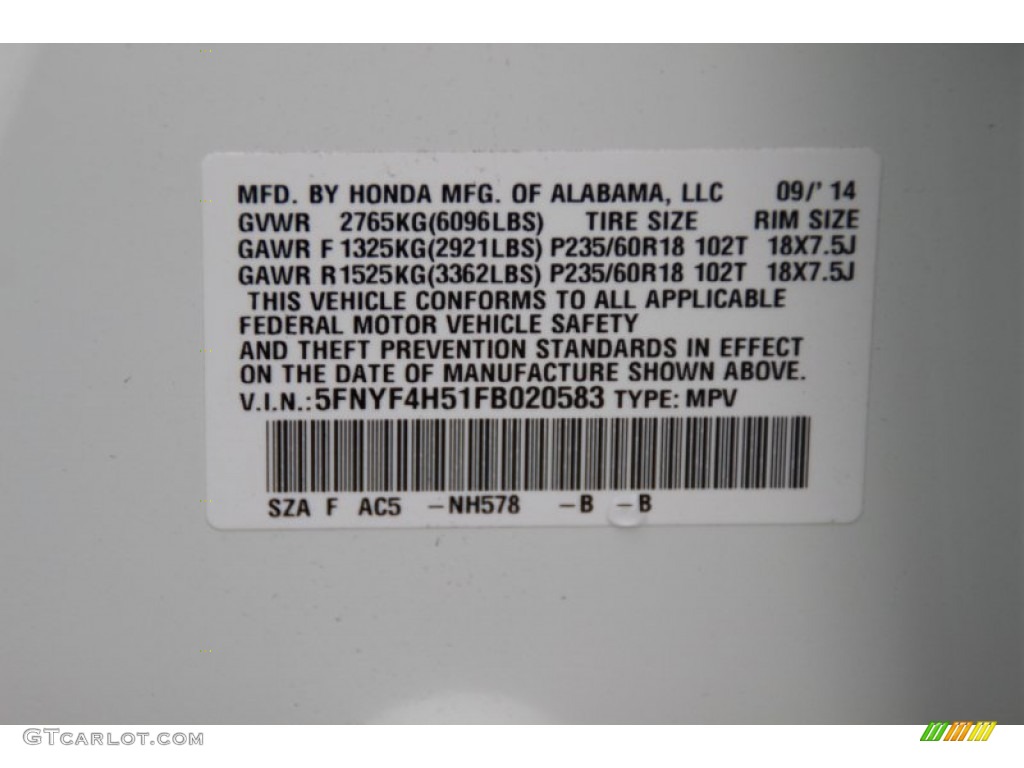 MFD. BY HONDA MFG. OF ALABAMA, LLC 09/' 14
GVWR 2765KG(6096LBS) TIRE SIZE RIM SIZE
GAWR F 1325KG(2921LBS) P235/60R18 102T 18X7.5J
GAWR R1525KG(3362LBS) P235/60R18 102T 18X7.5J
THIS VEHICLE CONFORMS TO ALL APPLICABLE
FEDERAL MOTOR VEHICLE SAFETY
AND THEFT PREVENTION STANDARDS IN EFFECT
ON THE DATE OF MANUFACTURE SHOWN ABOVE.
V.I.N.:5FNYF4H51FB020583 TYPE: MPV
SZA F AC5 -NH578 -B -B
GTCARLOT.COM